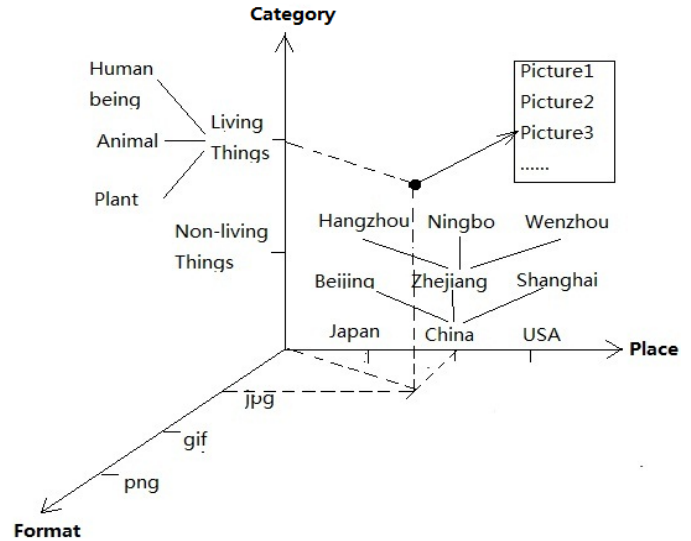 Category
Human
being
Animal
Plant
Living
Things
Non-living
Things
Picture1
Picture2
Picture3
......
Hangzhou Ningbo Wenzhou
Beijing Zhejiang Shanghai
Japan China USA
Place
jpg
gif
png
Format